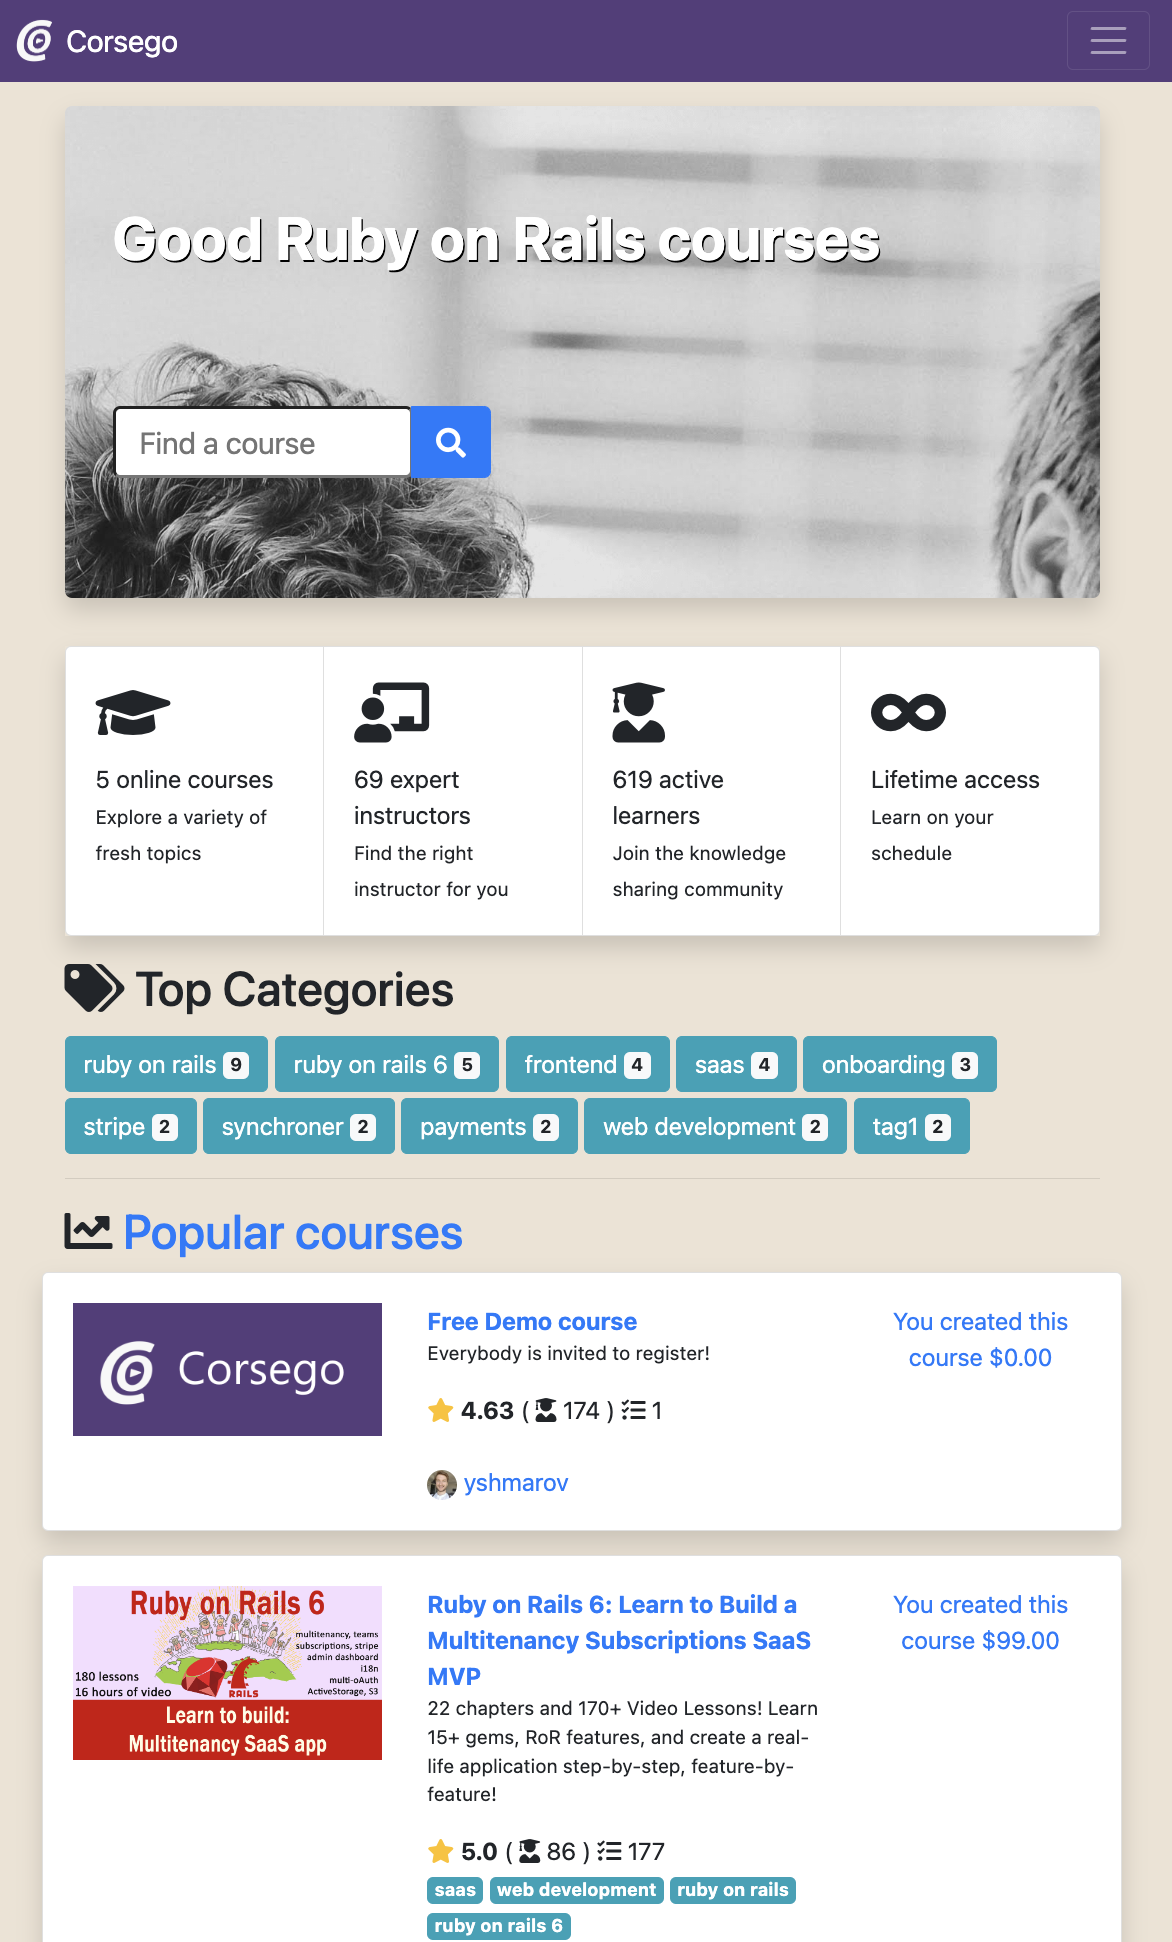 Corsego
Good Ruby on Rails courses
Find a course
5 online courses
Explore a variety of
fresh topics
69 expert
instructors
Find the right
instructor for you
619 active
learners
Join the knowledge
sharing community
Lifetime access
Learn on your
schedule
Top Categories
ruby on rails 9
ruby on rails 6 5
frontend 4
saas 4
onboarding 3
stripe 2
synchroner 2
payments 2
web development 2
tag1 2
Popular courses
Corsego
Free Demo course
Everybody is invited to register!
4.63 ( 174 ) 1
yshmarov
You created this
course $0.00
Ruby on Rails 6
multitenancy, teams
subscriptions, stripe
admin dashboard
i18n
multi-oAuth
ActiveStorage, S3
180 lessons
16 hours of video
RAILS
Learn to build:
Multitenancy SaaS app
Ruby on Rails 6: Learn to Build a
Multitenancy Subscriptions SaaS
MVP
22 chapters and 170+ Video Lessons! Learn
15+ gems, RoR features, and create a real-
life application step-by-step, feature-by-
feature!
5.0 ( 86 ) 177
saas web development ruby on rails
ruby on rails 6
You created this
course $99.00